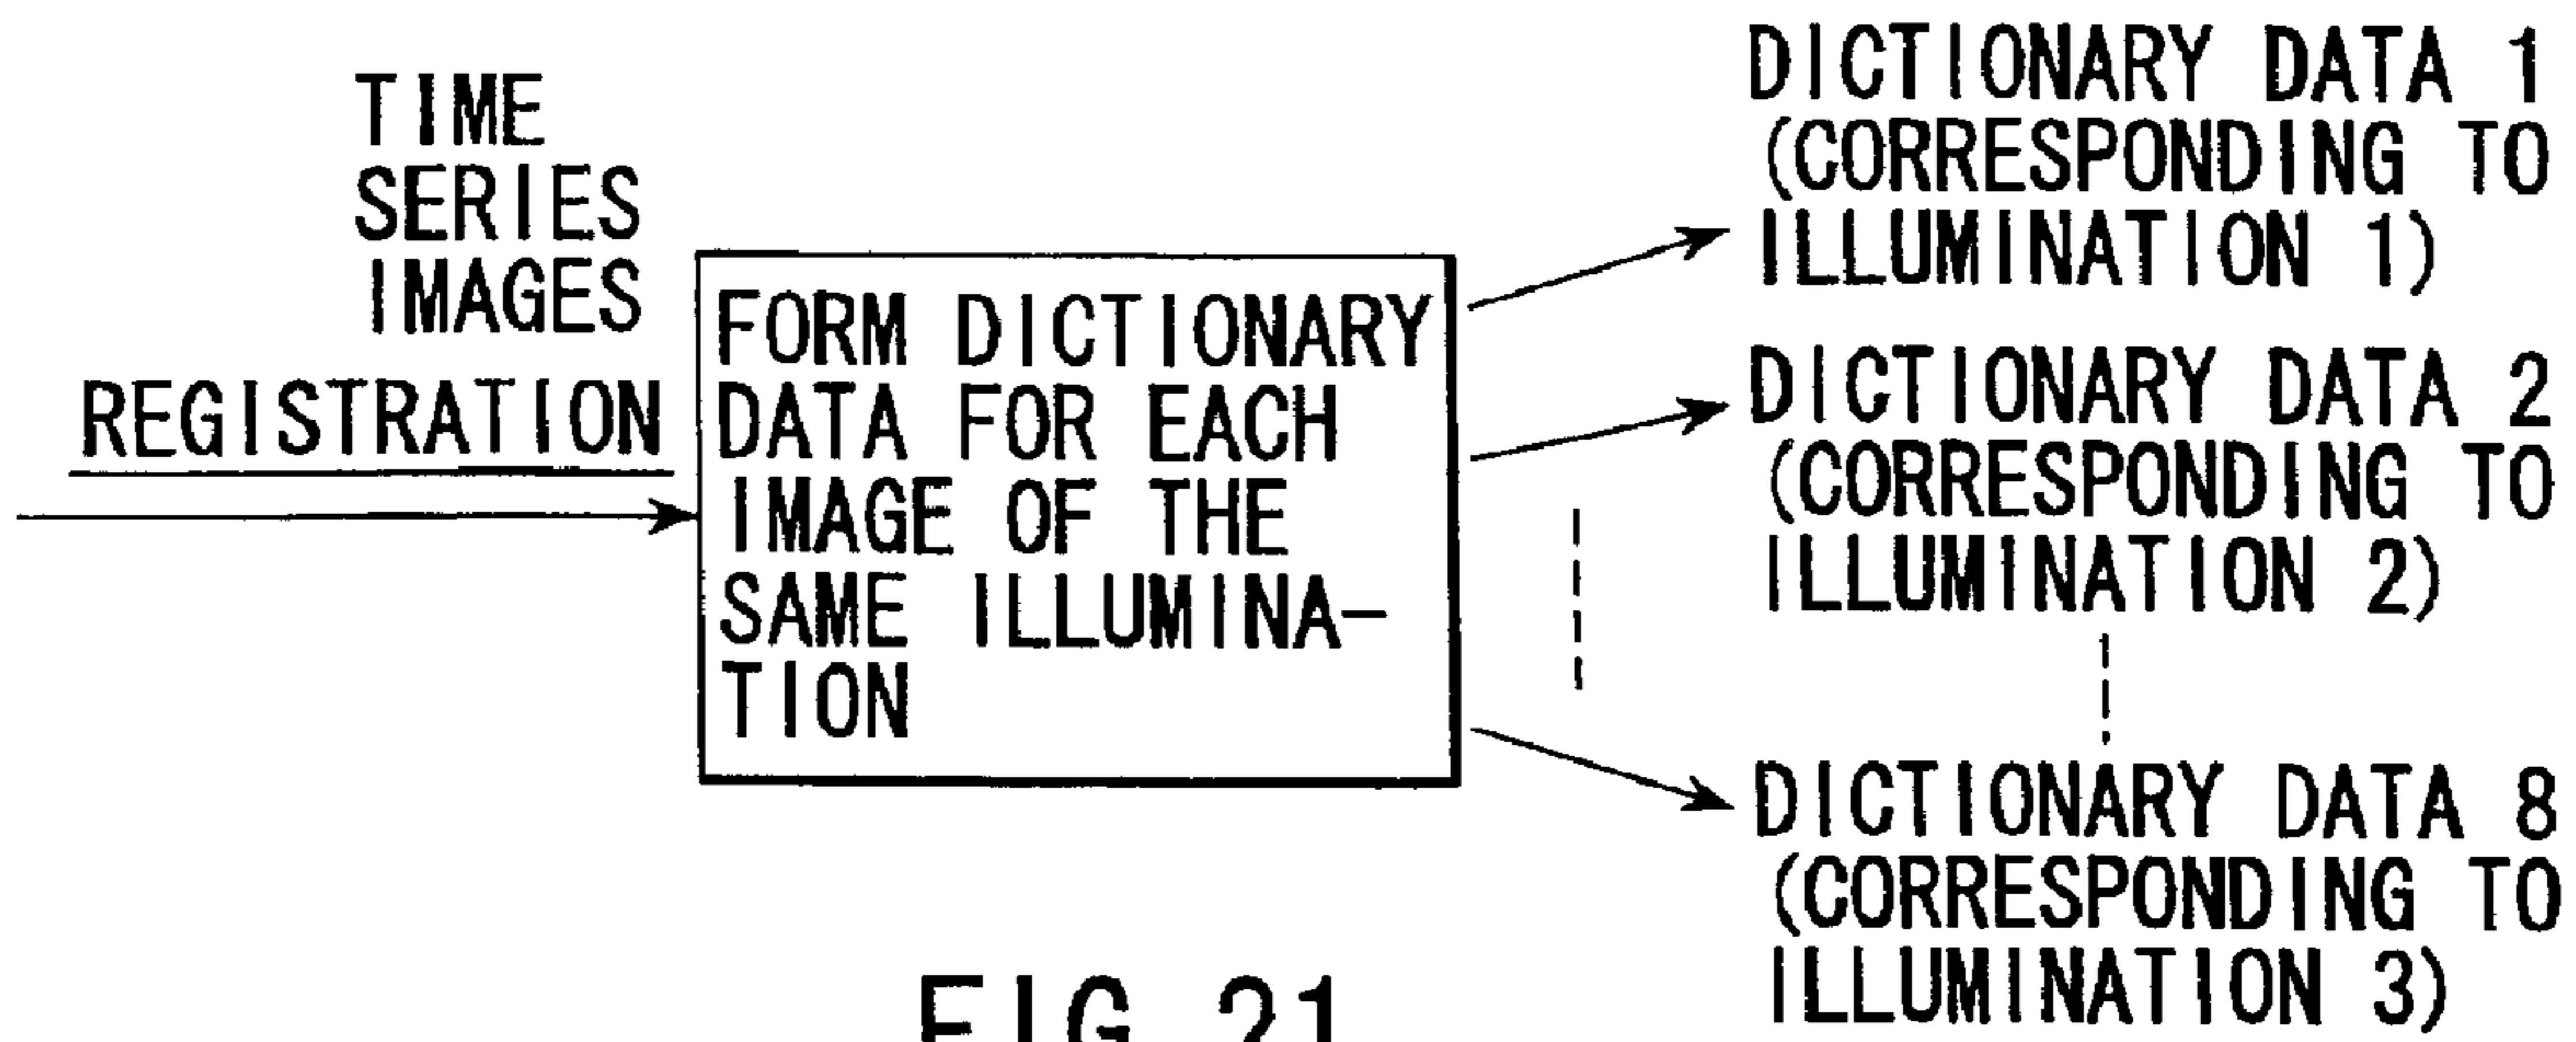 TIME
SERIES
IMAGES
REGISTRATION
FORM DICTIONARY
DATA FOR EACH
IMAGE OF THE
SAME ILLUMINA-
TION
DICTIONARY DATA 1
(CORRESPONDING TO
ILLUMINATION 1)
DICTIONARY DATA 2
(CORRESPONDING TO
ILLUMINATION 2)
DICTIONARY DATA 8
(CORRESPONDING TO
ILLUMINATION 3)
FIG. 21